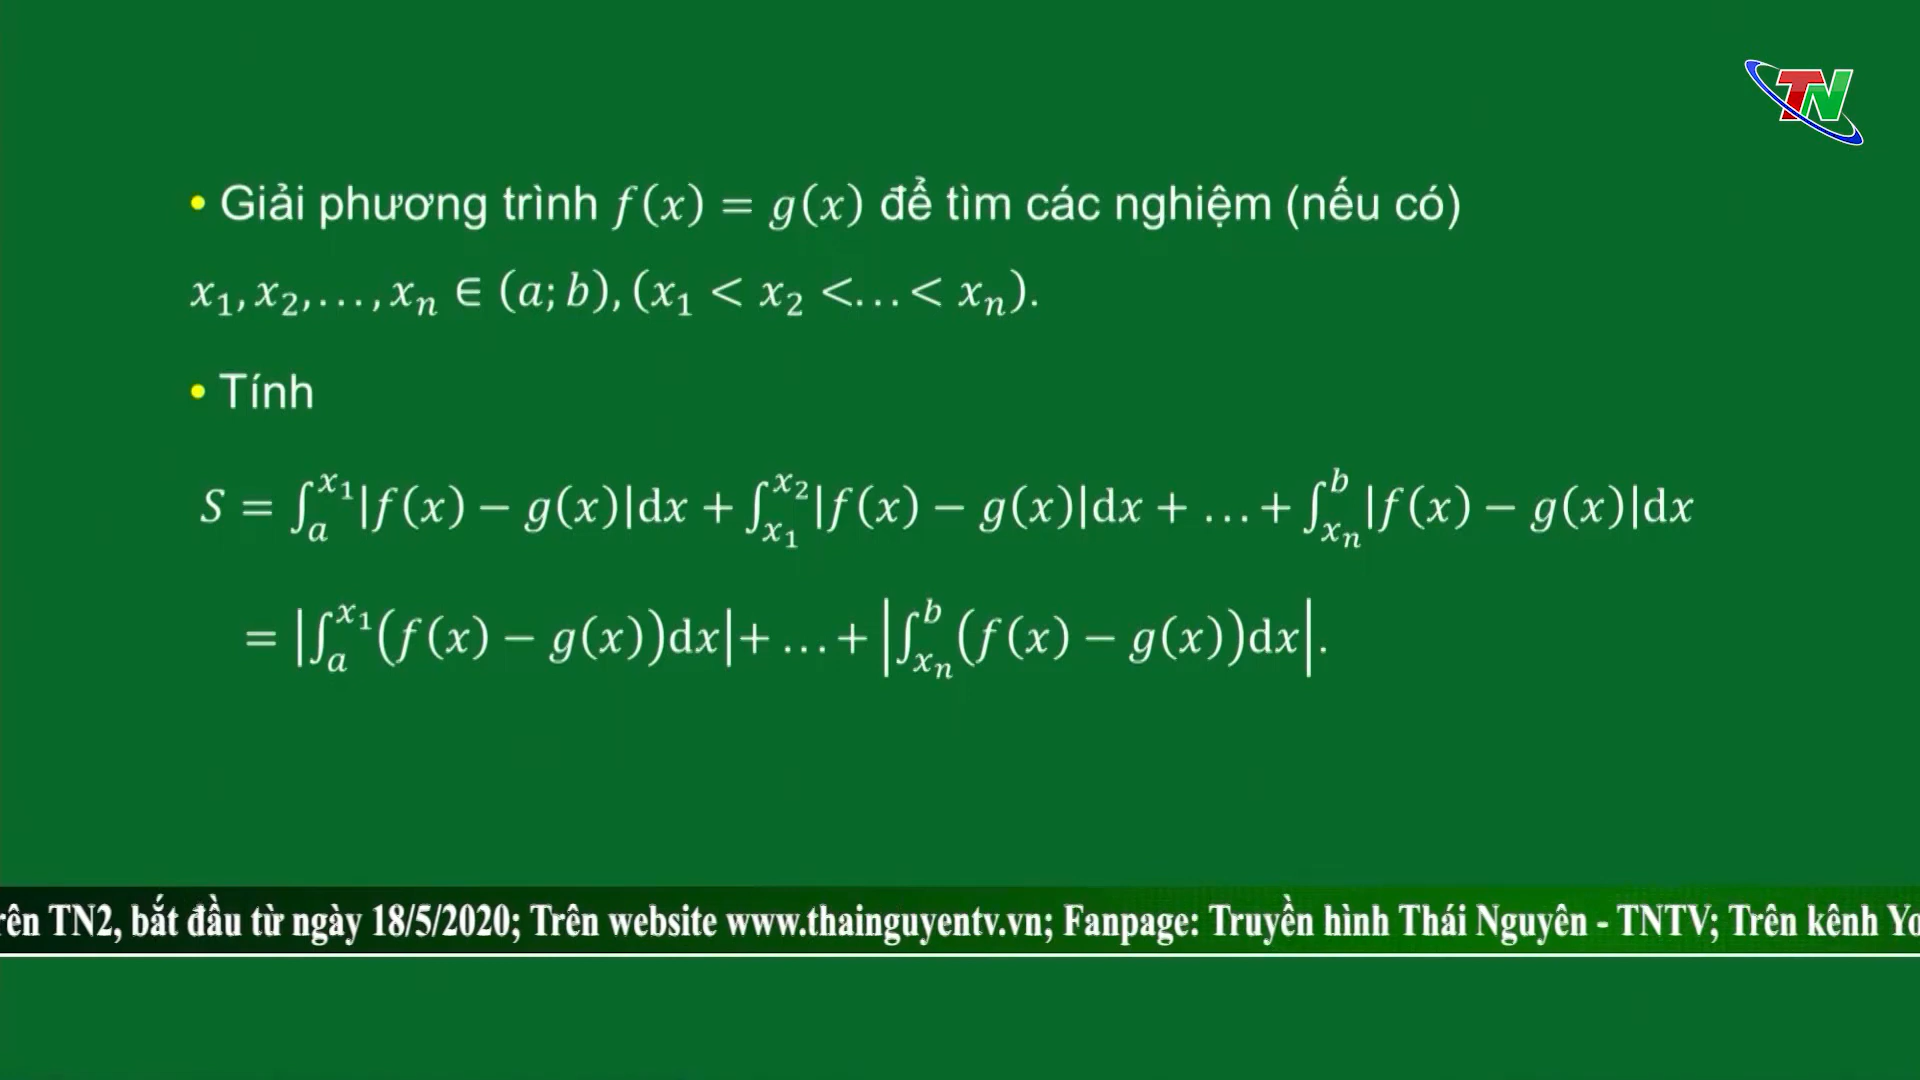 TN
• Giải phương trình f(x) = g(x) để tìm các nghiệm (nếu có)
x₁, x₂, . . . , xₙ ∈ (a; b), (x₁ < x₂ <. . . < xₙ).
• Tính
S = ∫ₐ^{x₁}|f(x) − g(x)|dx + ∫_{x₁}^{x₂}|f(x) − g(x)|dx + …+ ∫_{xₙ}^{b}|f(x) − g(x)|dx
= |∫ₐ^{x₁}(f(x) − g(x))dx|+ …+ |∫_{xₙ}^{b}(f(x) − g(x))dx|.
rên TN2, bắt đầu từ ngày 18/5/2020; Trên website www.thainguyentv.vn; Fanpage: Truyền hình Thái Nguyên - TNTV; Trên kênh Yo